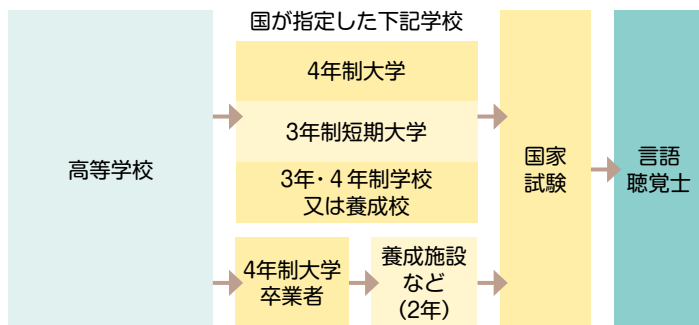 国が指定した下記学校
高等学校
4年制大学
3年制短期大学
3年・4年制学校
又は養成校
4年制大学
卒業者
養成施設
など
（2年）
国家
試験
言語
聴覚士